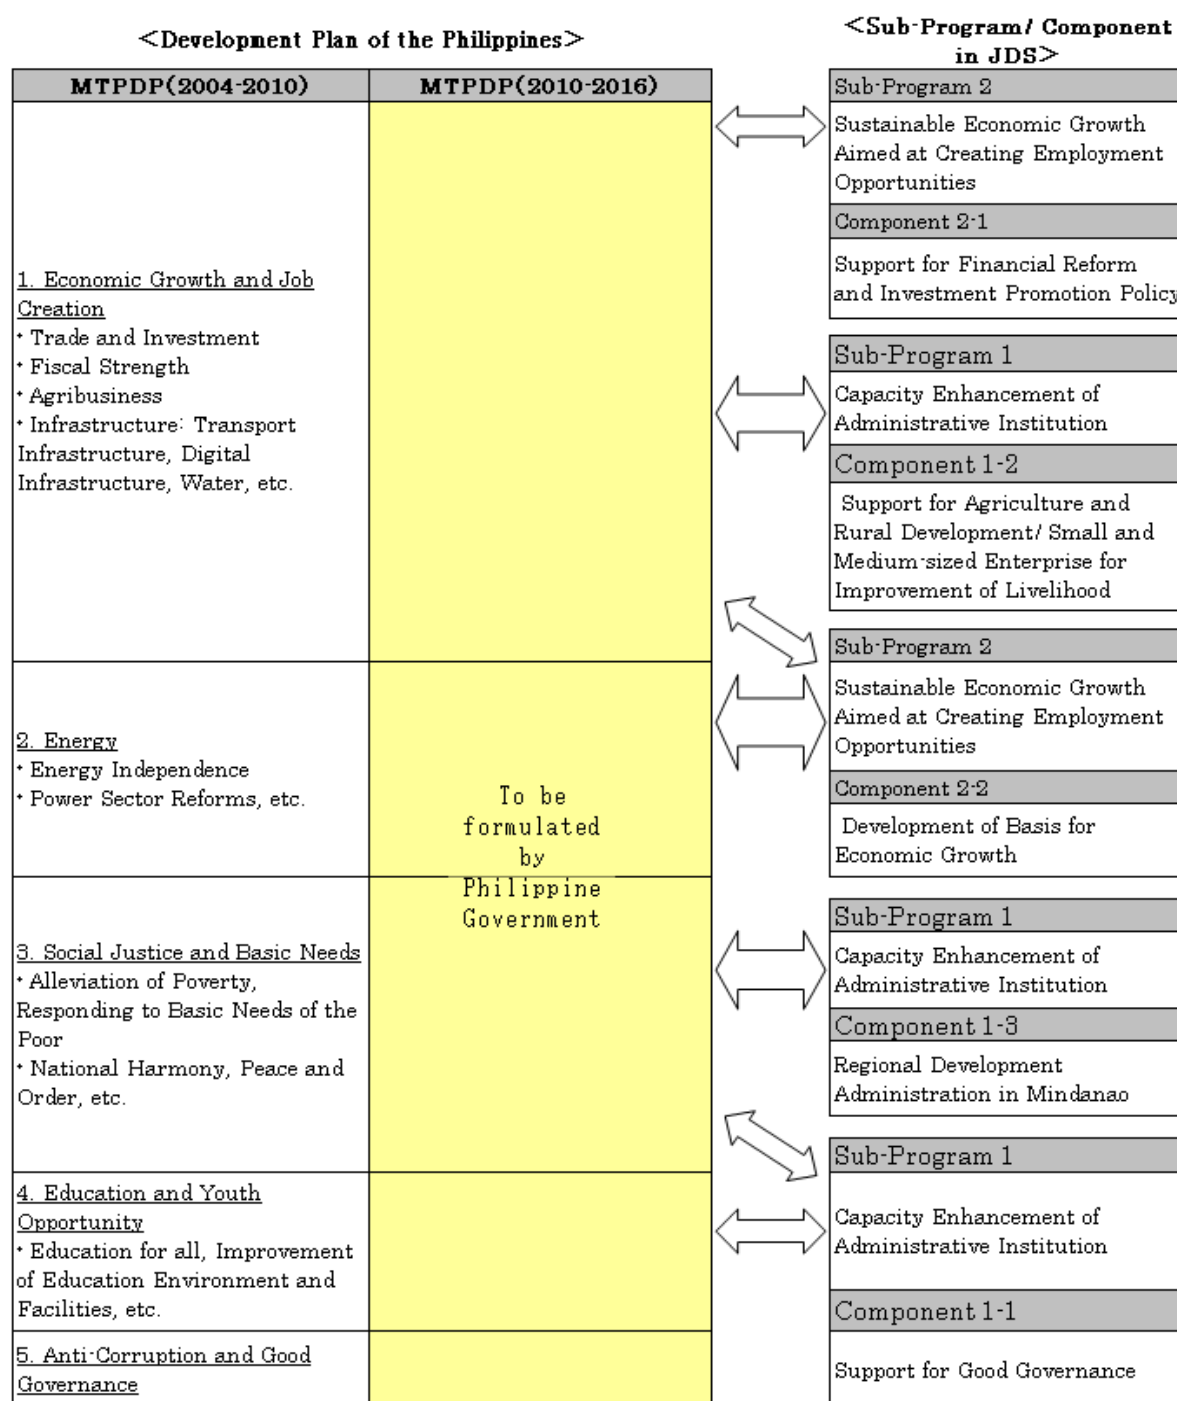 <Development Plan of the Philippines>
<Sub-Program/ Component
in JDS>
MTPDP(2004-2010)
MTPDP(2010-2016)
1. Economic Growth and Job
Creation
・Trade and Investment
・Fiscal Strength
・Agribusiness
・Infrastructure: Transport
Infrastructure, Digital
Infrastructure, Water, etc.
2. Energy
・Energy Independence
・Power Sector Reforms, etc.
3. Social Justice and Basic Needs
・Alleviation of Poverty,
Responding to Basic Needs of the
Poor
・National Harmony, Peace and
Order, etc.
4. Education and Youth
Opportunity
・Education for all, Improvement
of Education Environment and
Facilities, etc.
5. Anti-Corruption and Good
Governance
To be
formulated
by
Philippine
Government
Sub-Program 2
Sustainable Economic Growth
Aimed at Creating Employment
Opportunities
Component 2-1
Support for Financial Reform
and Investment Promotion Policy
Sub-Program 1
Capacity Enhancement of
Administrative Institution
Component 1-2
Support for Agriculture and
Rural Development/ Small and
Medium-sized Enterprise for
Improvement of Livelihood
Sub-Program 2
Sustainable Economic Growth
Aimed at Creating Employment
Opportunities
Component 2-2
Development of Basis for
Economic Growth
Sub-Program 1
Capacity Enhancement of
Administrative Institution
Component 1-3
Regional Development
Administration in Mindanao
Sub-Program 1
Capacity Enhancement of
Administrative Institution
Component 1-1
Support for Good Governance